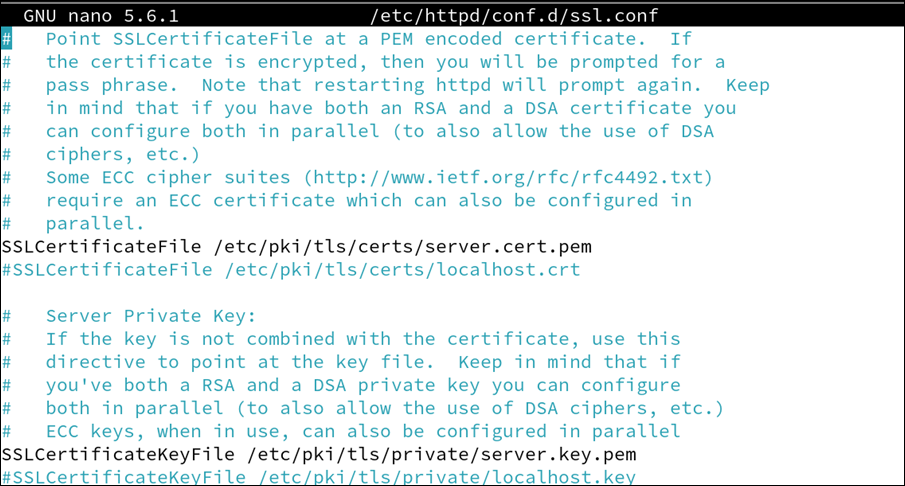 GNU nano 5.6.1 /etc/httpd/conf.d/ssl.conf
#   Point SSLCertificateFile at a PEM encoded certificate.  If
#   the certificate is encrypted, then you will be prompted for a
#   pass phrase.  Note that restarting httpd will prompt again.  Keep
#   in mind that if you have both an RSA and a DSA certificate you
#   can configure both in parallel (to also allow the use of DSA
#   ciphers, etc.)
#   Some ECC cipher suites (http://www.ietf.org/rfc/rfc4492.txt)
#   require an ECC certificate which can also be configured in
#   parallel.
SSLCertificateFile /etc/pki/tls/certs/server.cert.pem
#SSLCertificateFile /etc/pki/tls/certs/localhost.crt
#   Server Private Key:
#   If the key is not combined with the certificate, use this
#   directive to point at the key file.  Keep in mind that if
#   you've both a RSA and a DSA private key you can configure
#   both in parallel (to also allow the use of DSA ciphers, etc.)
#   ECC keys, when in use, can also be configured in parallel
SSLCertificateKeyFile /etc/pki/tls/private/server.key.pem
#SSLCertificateKeyFile /etc/pki/tls/private/localhost.key